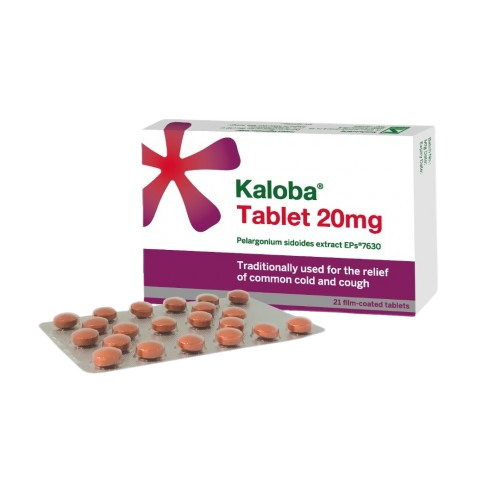 Kaloba®
Tablet 20mg
Pelargonium sidoides extract EPs®7630
Traditionally used for the relief
of common cold and cough
21 film-coated tablets